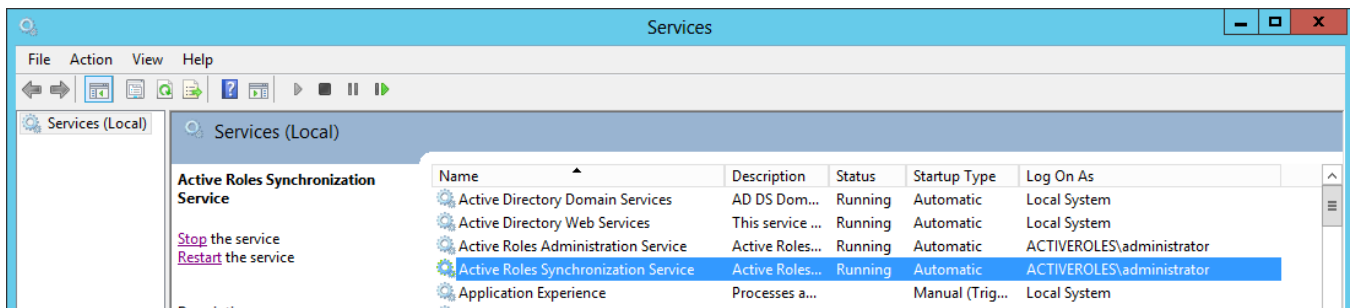 Services
File Action View Help
Services (Local)
Services (Local)
Active Roles Synchronization
Service
Stop the service
Restart the service
Name Description Status Startup Type Log On As
Active Directory Domain Services AD DS Dom... Running Automatic Local System
Active Directory Web Services This service ... Running Automatic Local System
Active Roles Administration Service Active Roles... Running Automatic ACTIVEROLES\administrator
Active Roles Synchronization Service Active Roles... Running Automatic ACTIVEROLES\administrator
Application Experience Processes a... Manual (Trig... Local System